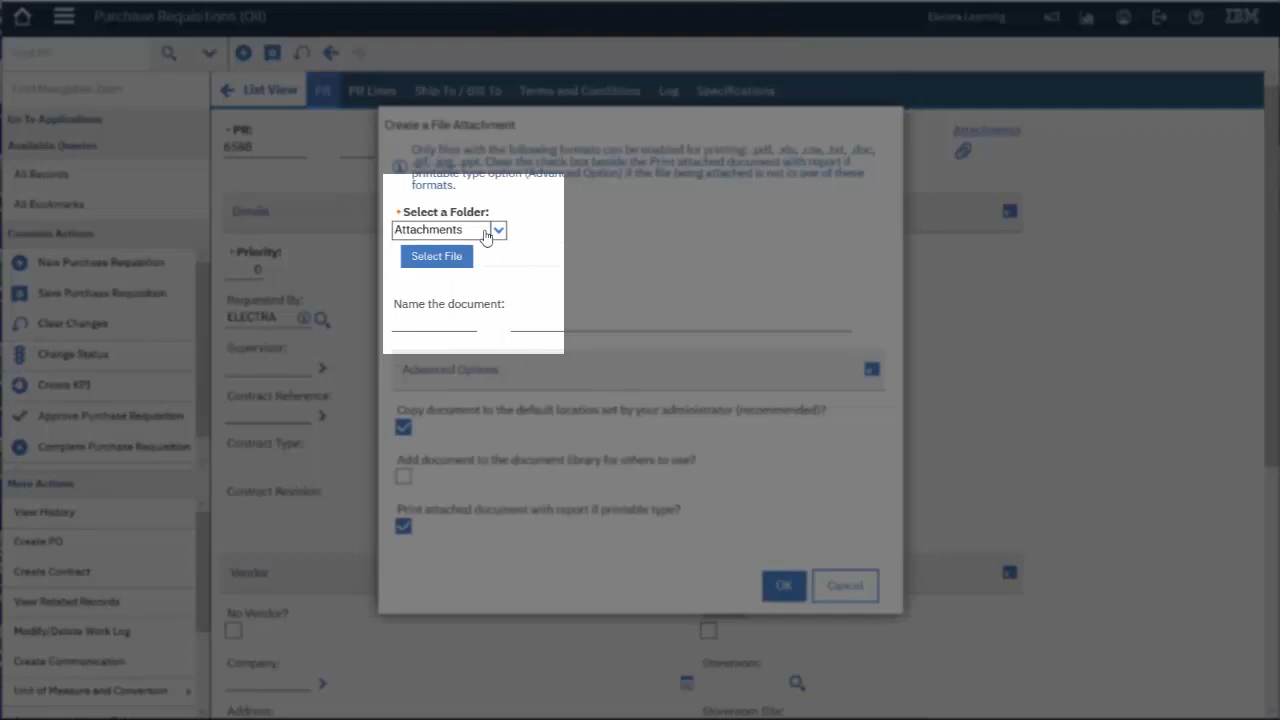 Purchase Requisitions (Oil)
Electra Learning
IBM
Find PR
Find Navigation Item
Go To Applications
Available Queries
All Records
All Bookmarks
Common Actions
New Purchase Requisition
Save Purchase Requisition
Clear Changes
Change Status
Create KPI
Approve Purchase Requisition
Complete Purchase Requisition
More Actions
View History
Create PO
Create Contract
View Related Records
Modify/Delete Work Log
Create Communication
Unit of Measure and Conversion
List View
PR
PR Lines
Ship To / Bill To
Terms and Conditions
Log
Specifications
PR:
6588
Attachments
Details
Priority:
0
Requested By:
ELECTRA
Supervisor:
Contract Reference:
Contract Type:
Contract Revision:
Vendor
No Vendor?
Company:
Address:
Storeroom:
Storeroom Site:
Create a File Attachment
Only files with the following formats can be enabled for printing: .pdf, .xls, .csv, .txt, .doc,
.gif, .jpg, .ppt. Clear the check box beside the Print attached document with report if
printable type option (Advanced Option) if the file being attached is not in one of these
formats.
Select a Folder:
Attachments
Select File
Name the document:
Advanced Options
Copy document to the default location set by your administrator (recommended)?
Add document to the document library for others to use?
Print attached document with report if printable type?
OK
Cancel